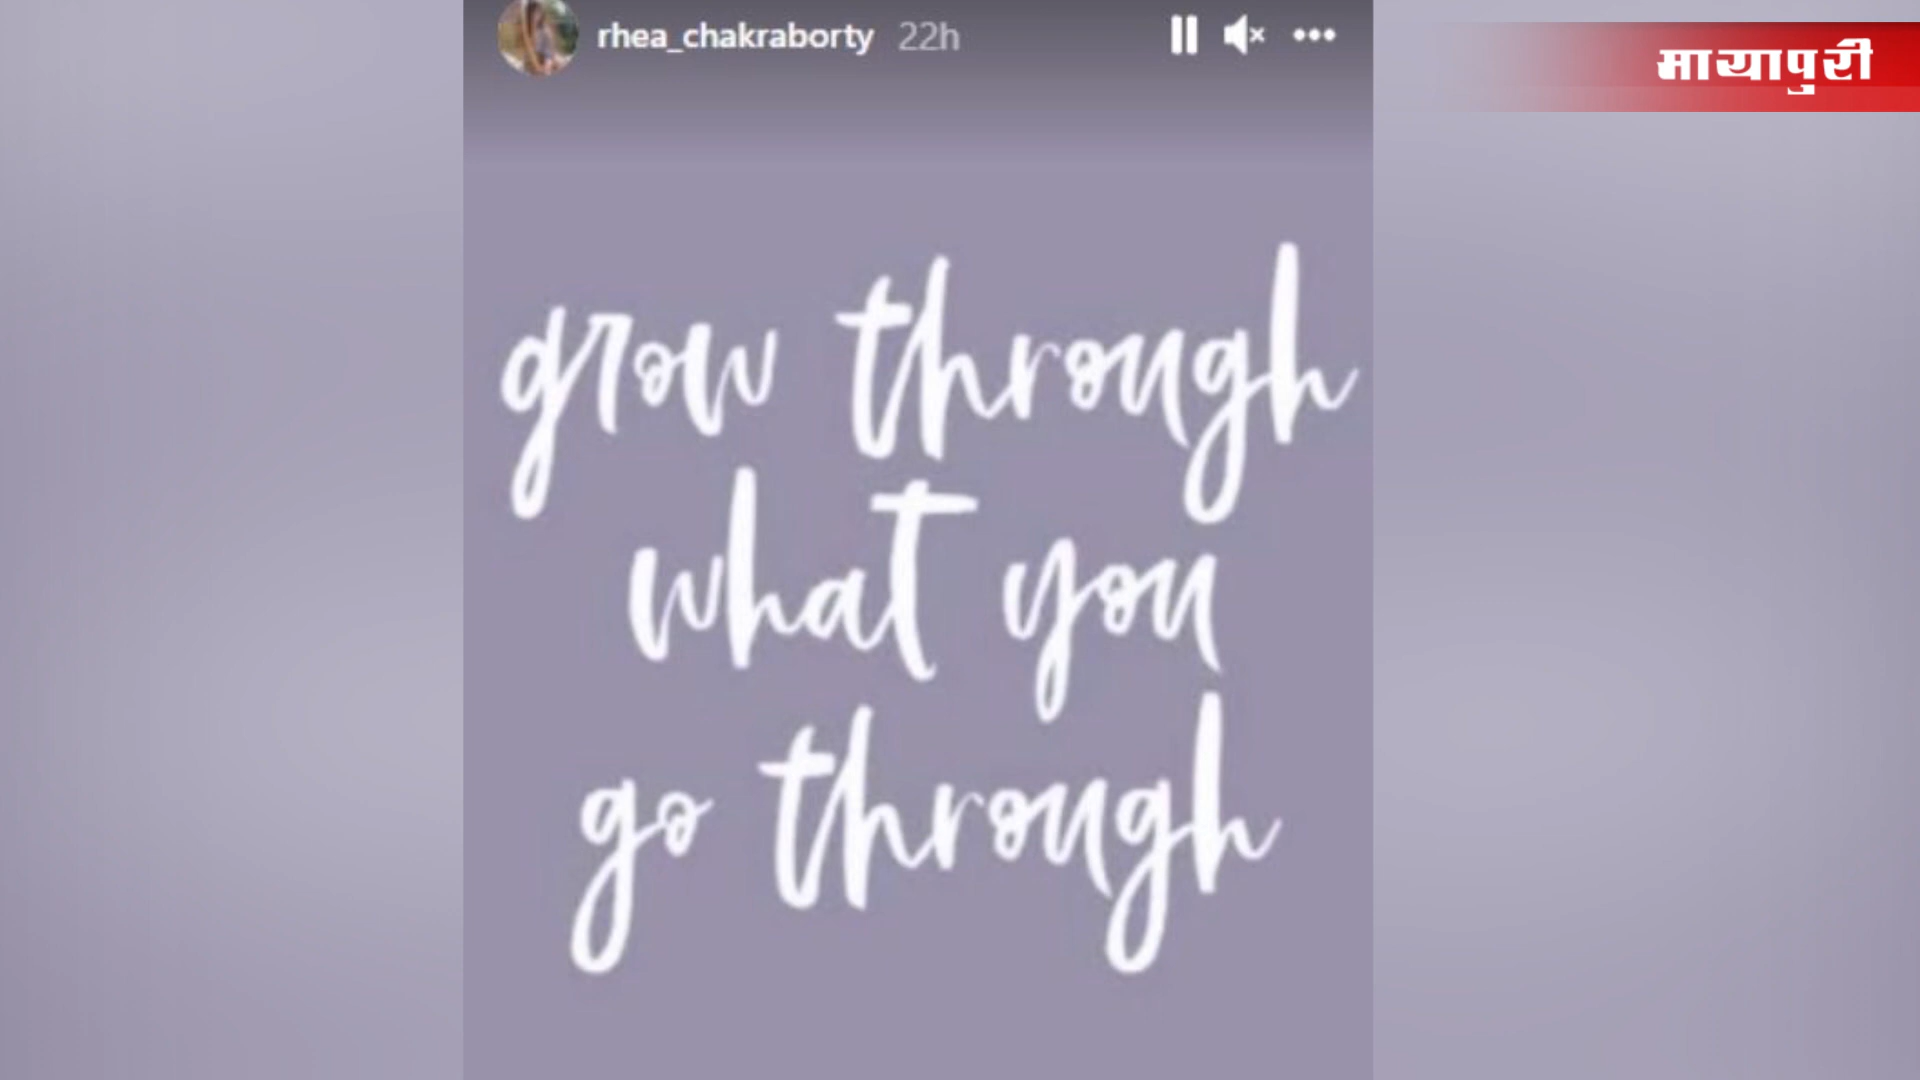 rhea_chakraborty 22h
मायापुरी
grow through
what you
go through